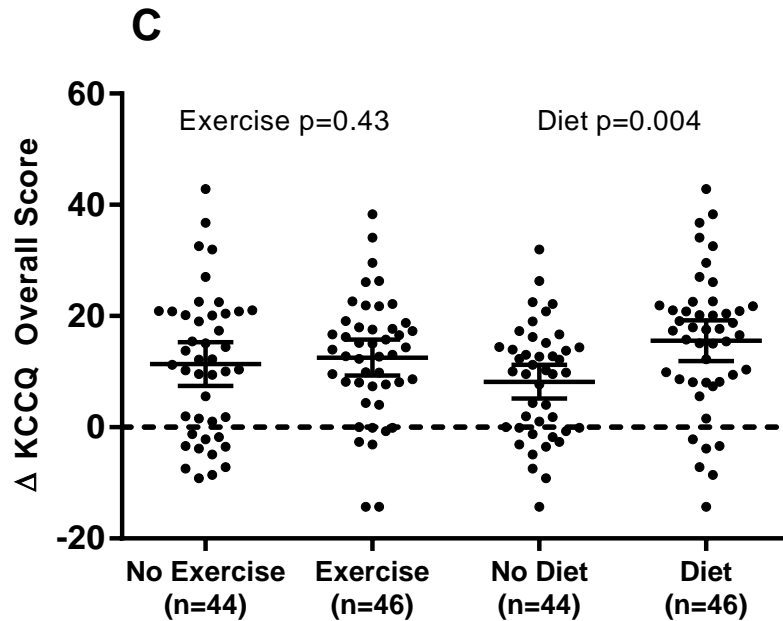 C
Δ KCCQ Overall Score
60
40
20
0
-20
Exercise p=0.43
Diet p=0.004
No Exercise
(n=44)
Exercise
(n=46)
No Diet
(n=44)
Diet
(n=46)